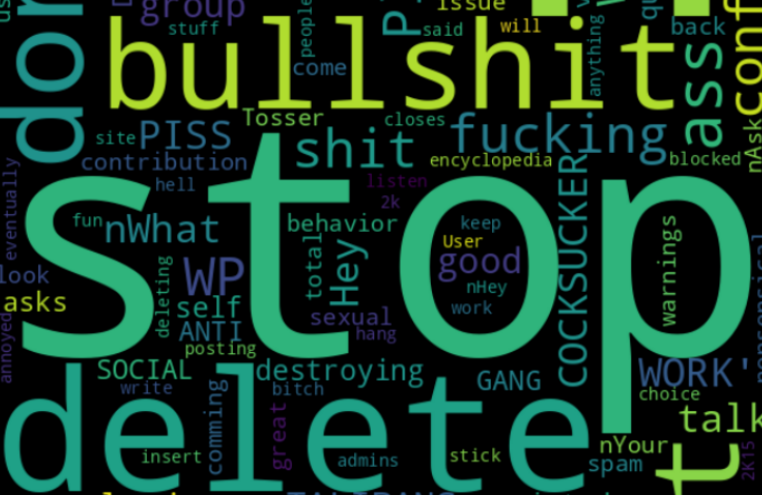 group
issue
stuff
people
P
said
will
qu
back
don
bullshit
come
anything
ass
conf
Tosser
closes
site
PISS
shit
fucking
nAsk
contribution
encyclopedia
blocked
hell
listen
2k
eventually
stop
fun
nWhat
behavior
keep
User
good
nHey
work
COCKSUCKER
warnings
look
asks
deleting
WP
self
ANTI
posting
total
Hey
sexual
hang
annoyed
SOCIAL
destroying
GANG
WORK'
nonsensical
write
bitch
choice
delete
comming
great
talk
insert
admins
stick
nYour
spam
t
2K15